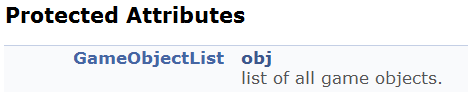 Protected Attributes
GameObjectList obj
list of all game objects.